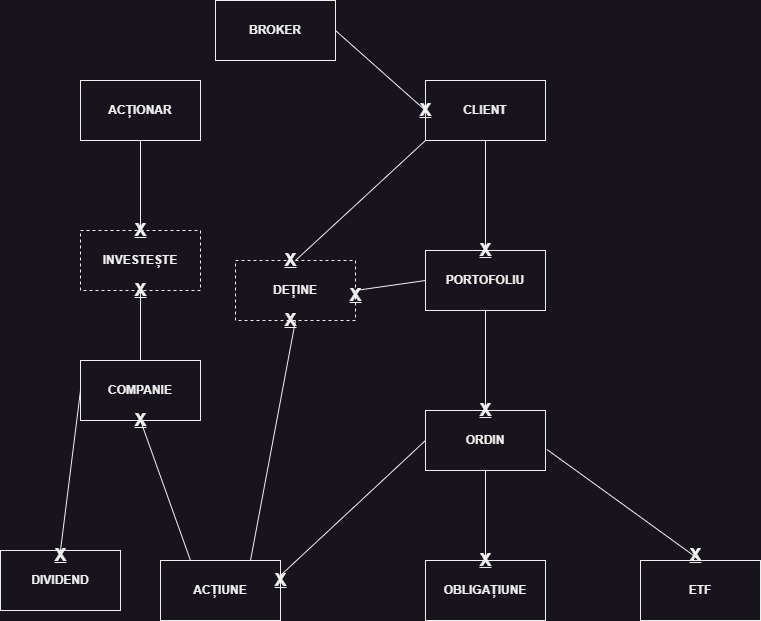 BROKER
ACȚIONAR
X CLIENT
X
INVESTEȘTE
X
X
DEȚINE
X
X
X
PORTOFOLIU
COMPANIE
X
X
ORDIN
X
DIVIDEND
ACȚIUNE
X
X
OBLIGAȚIUNE
X
ETF